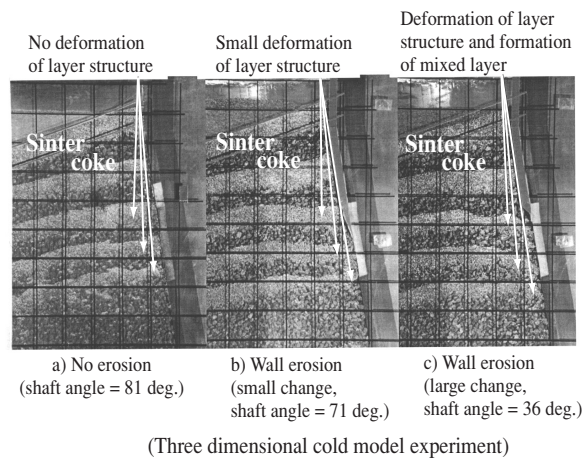 No deformation
of layer structure
Small deformation
of layer structure
Deformation of layer
structure and formation
of mixed layer
Sinter
coke
Sinter
coke
Sinter
coke
a) No erosion
(shaft angle = 81 deg.)
b) Wall erosion
(small change,
shaft angle = 71 deg.)
c) Wall erosion
(large change,
shaft angle = 36 deg.)
(Three dimensional cold model experiment)